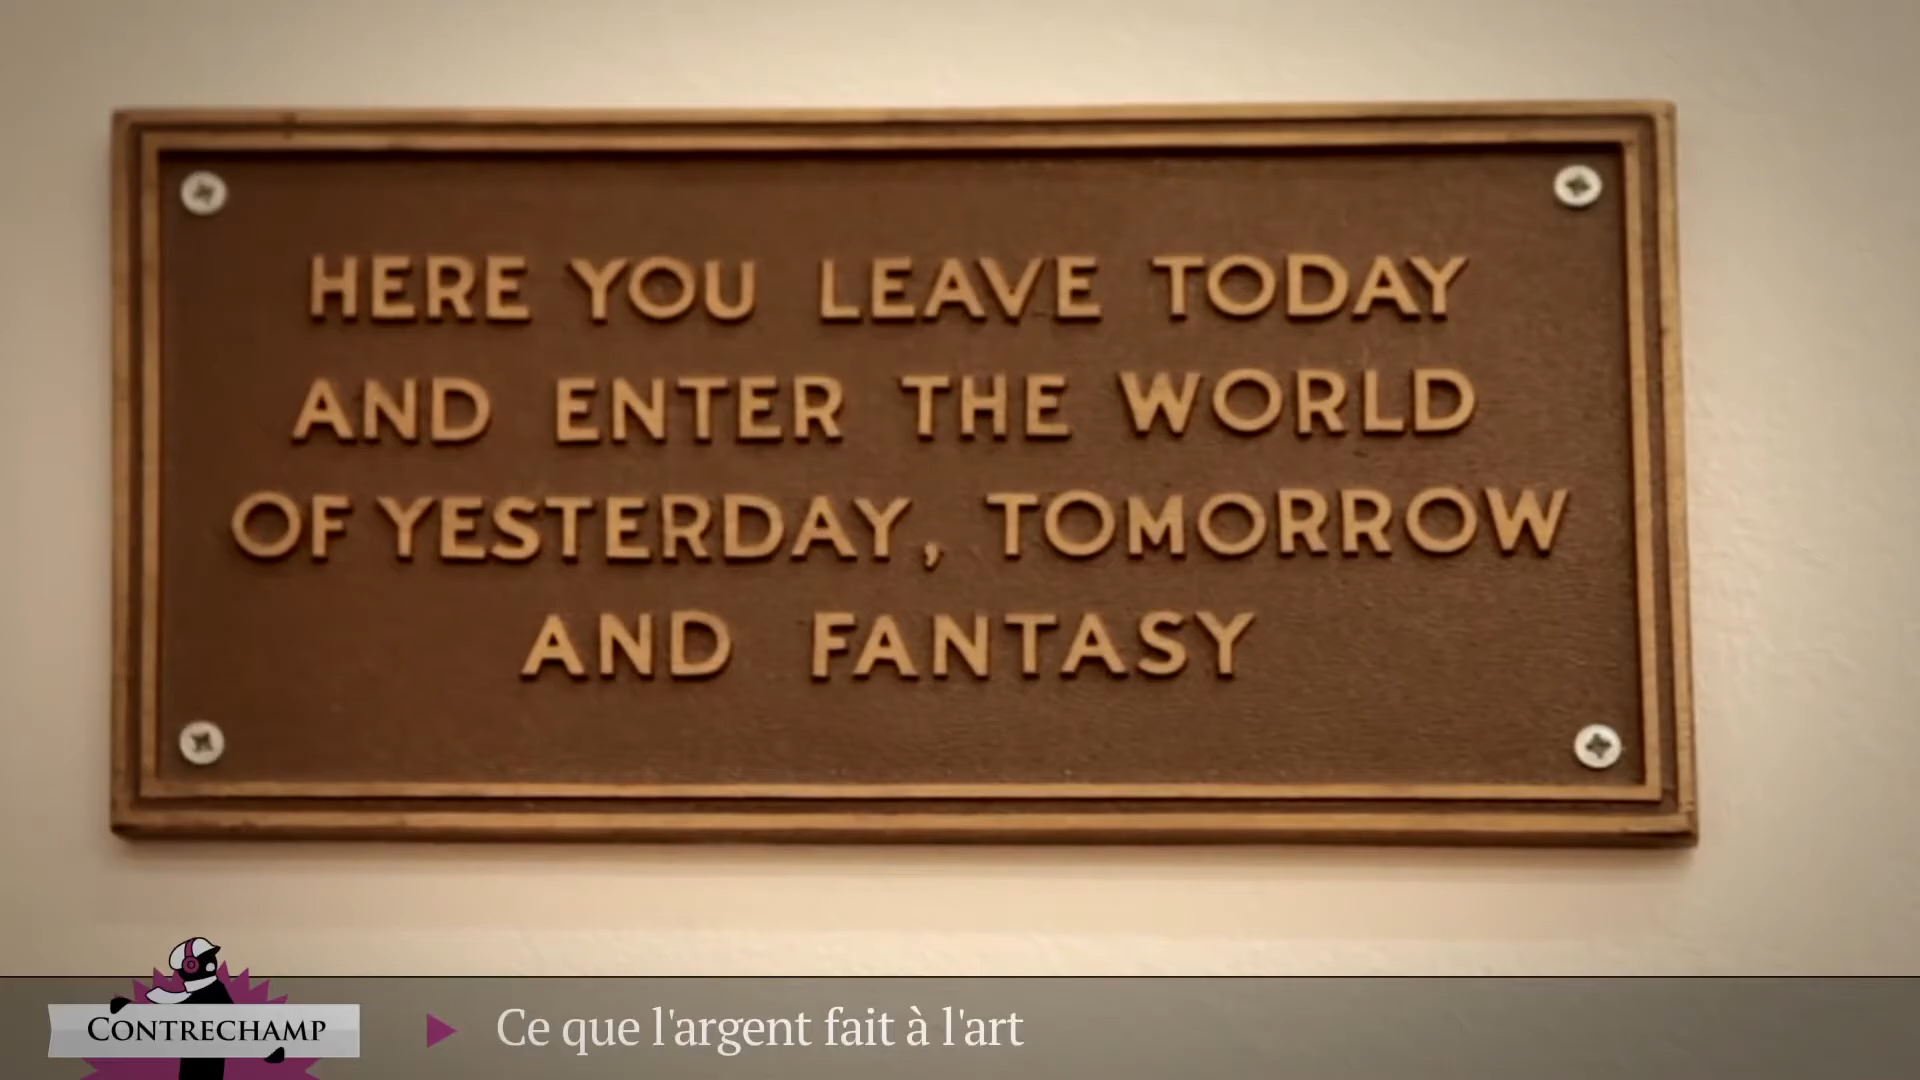 HERE YOU LEAVE TODAY
AND ENTER THE WORLD
OF YESTERDAY, TOMORROW
AND FANTASY
CONTRECHAMP
Ce que l'argent fait à l'art